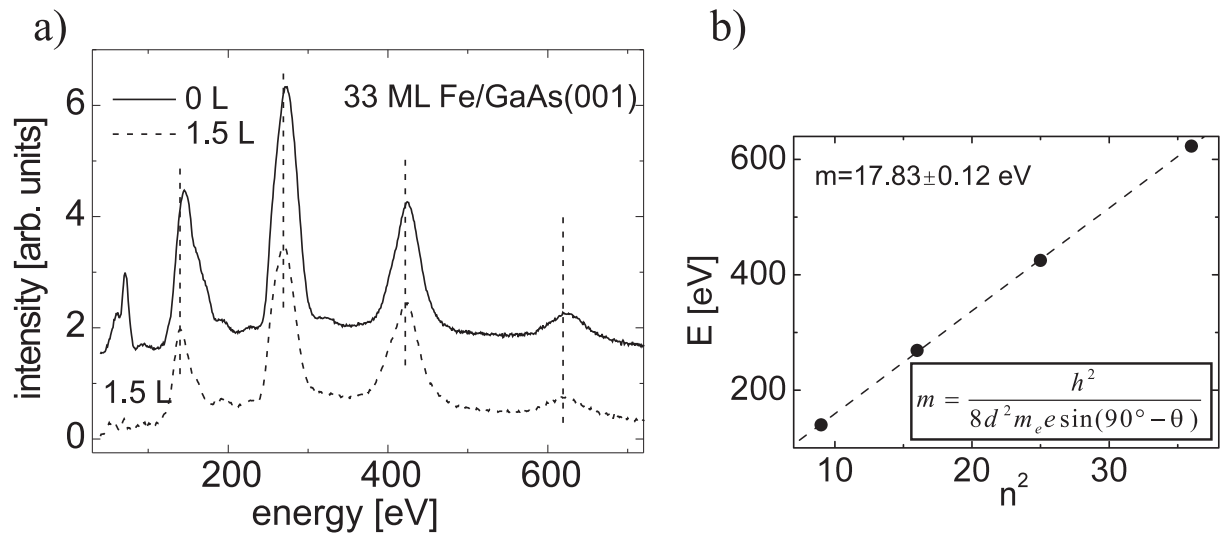 a)
0 L
1.5 L
33 ML Fe/GaAs(001)
1.5 L
intensity [arb. units]
6
4
2
0
200
400
600
energy [eV]
b)
m=17.83±0.12 eV
E [eV]
600
400
200
m = h² / 8d²mₑe sin(90° − θ)
10
20
30
n²